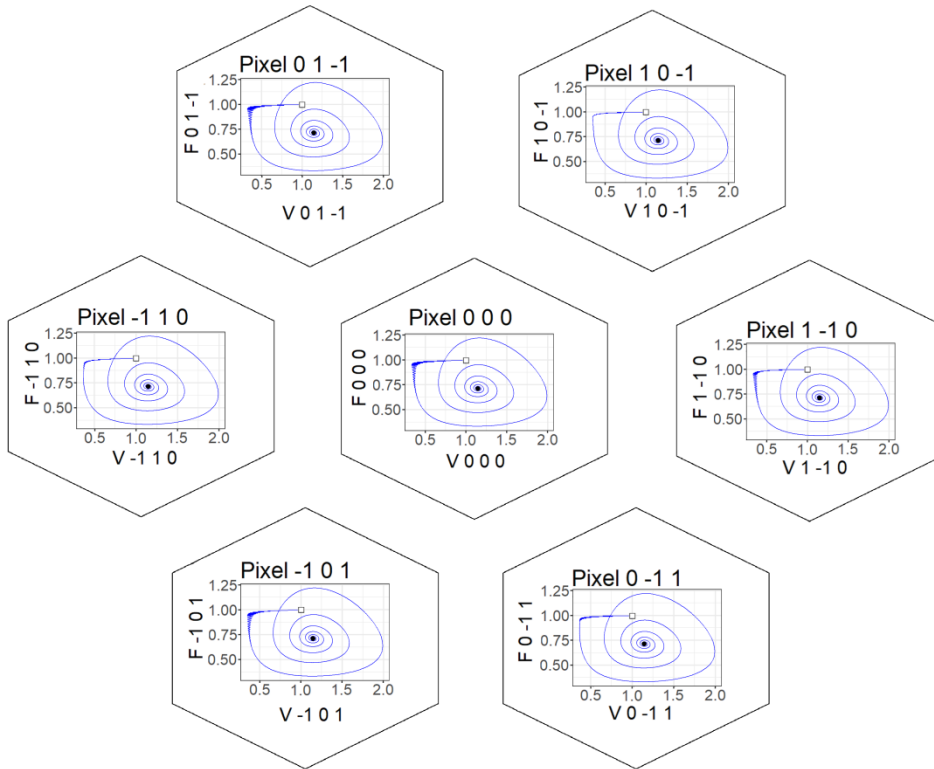 Pixel 0 1 -1
1.25
1.00
0.75
0.50
F 0 1 -1
0.5 1.0 1.5 2.0
V 0 1 -1
Pixel 1 0 -1
1.25
1.00
0.75
0.50
F 1 0 -1
0.5 1.0 1.5 2.0
V 1 0 -1
Pixel -1 1 0
1.25
1.00
0.75
0.50
F -1 1 0
0.5 1.0 1.5 2.0
V -1 1 0
Pixel 0 0 0
1.25
1.00
0.75
0.50
F 0 0 0
0.5 1.0 1.5 2.0
V 0 0 0
Pixel 1 -1 0
1.25
1.00
0.75
0.50
F 1 -1 0
0.5 1.0 1.5 2.0
V 1 -1 0
Pixel -1 0 1
1.25
1.00
0.75
0.50
F -1 0 1
0.5 1.0 1.5 2.0
V -1 0 1
Pixel 0 -1 1
1.25
1.00
0.75
0.50
F 0 -1 1
0.5 1.0 1.5 2.0
V 0 -1 1